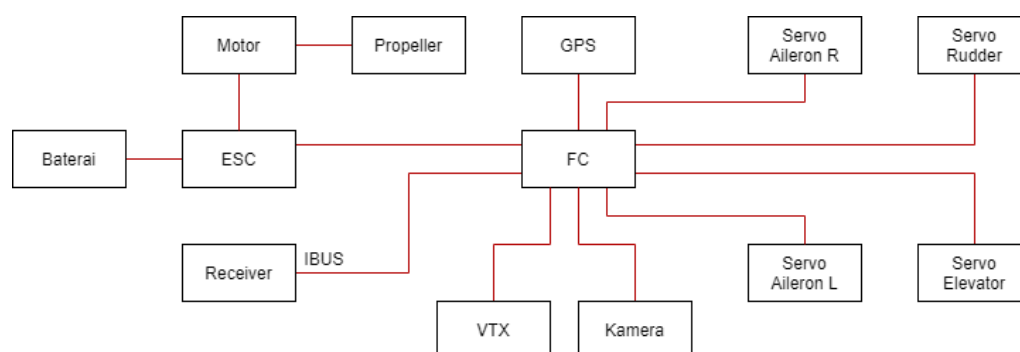 Motor
Propeller
GPS
Servo
Aileron R
Servo
Rudder
Baterai
ESC
FC
Receiver
IBUS
Servo
Aileron L
Servo
Elevator
VTX
Kamera